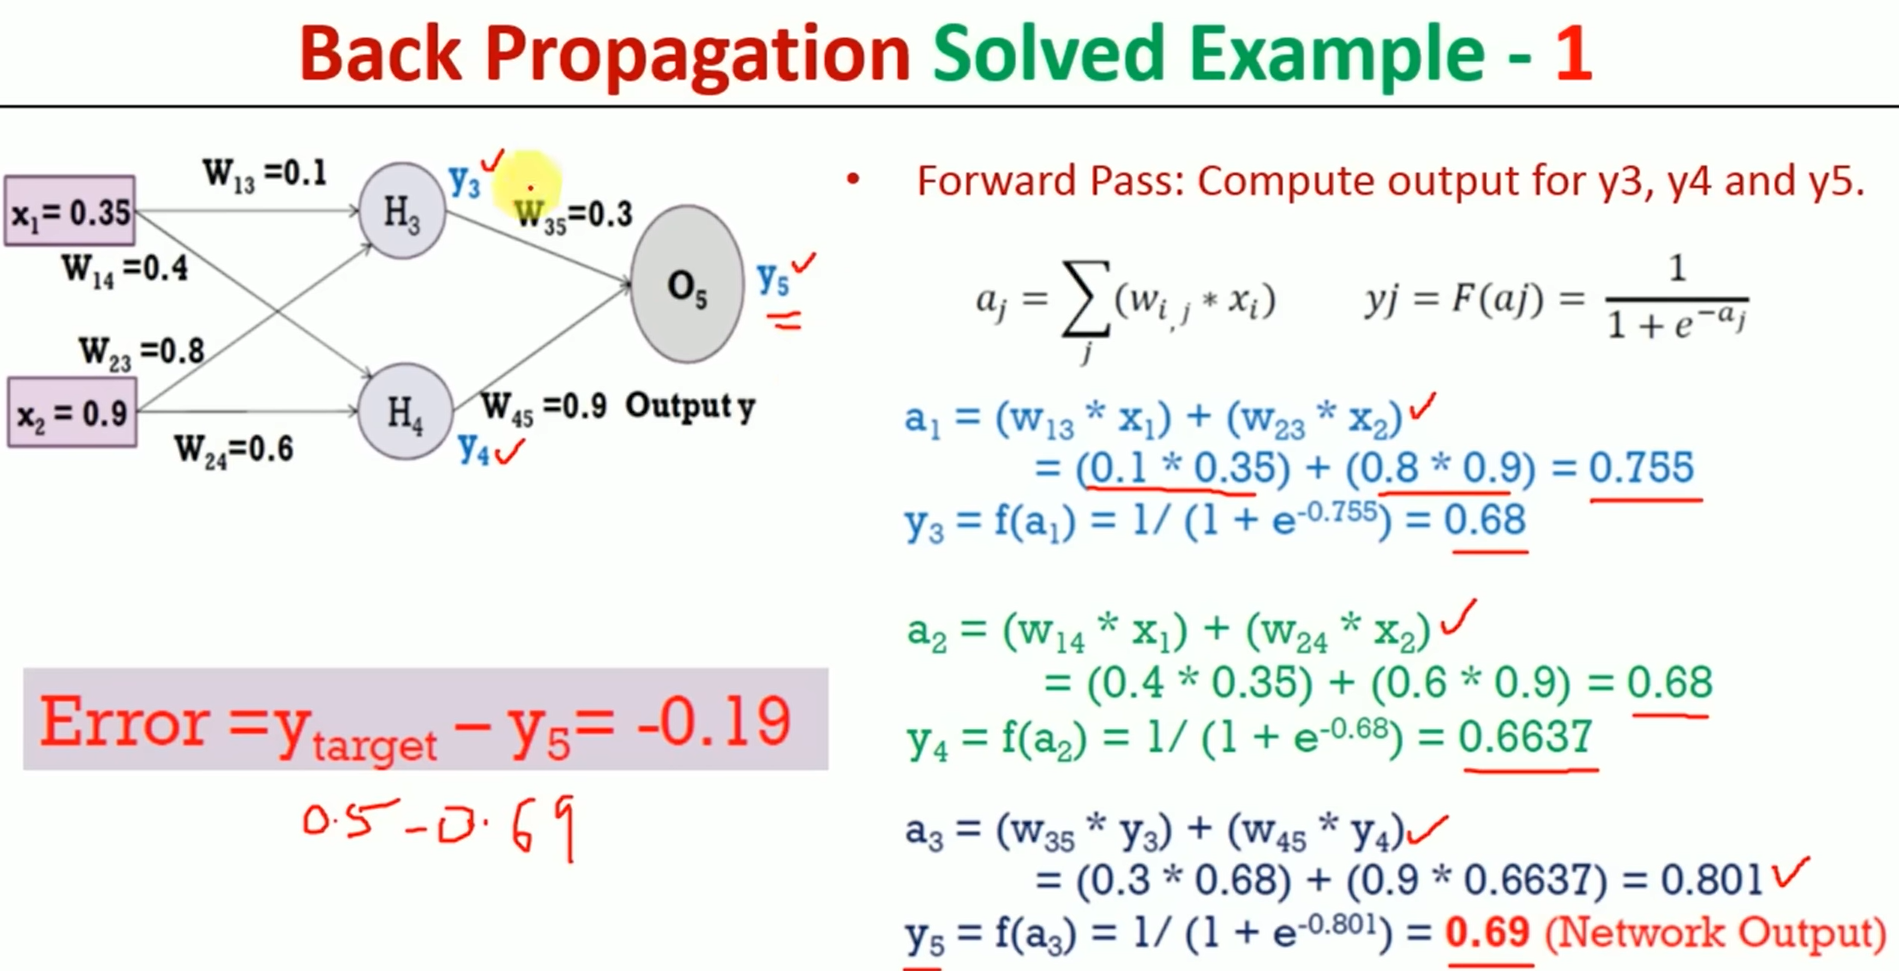 Back Propagation Solved Example - 1
W13 =0.1
y3
x1= 0.35
H3
W35=0.3
W14 =0.4
O5
y5
W23 =0.8
x2 = 0.9
H4
W45 =0.9 Output y
W24=0.6
y4
Error =ytarget – y5= -0.19
0.5 - 0.69
• Forward Pass: Compute output for y3, y4 and y5.
aj = ∑j (wi,j * xi) yj = F(aj) = 1 / (1 + e^-aj)
a1 = (w13 * x1) + (w23 * x2)
= (0.1 * 0.35) + (0.8 * 0.9) = 0.755
y3 = f(a1) = 1/ (1 + e^-0.755) = 0.68
a2 = (w14 * x1) + (w24 * x2)
= (0.4 * 0.35) + (0.6 * 0.9) = 0.68
y4 = f(a2) = 1/ (1 + e^-0.68) = 0.6637
a3 = (w35 * y3) + (w45 * y4)
= (0.3 * 0.68) + (0.9 * 0.6637) = 0.801
y5 = f(a3) = 1/ (1 + e^-0.801) = 0.69 (Network Output)